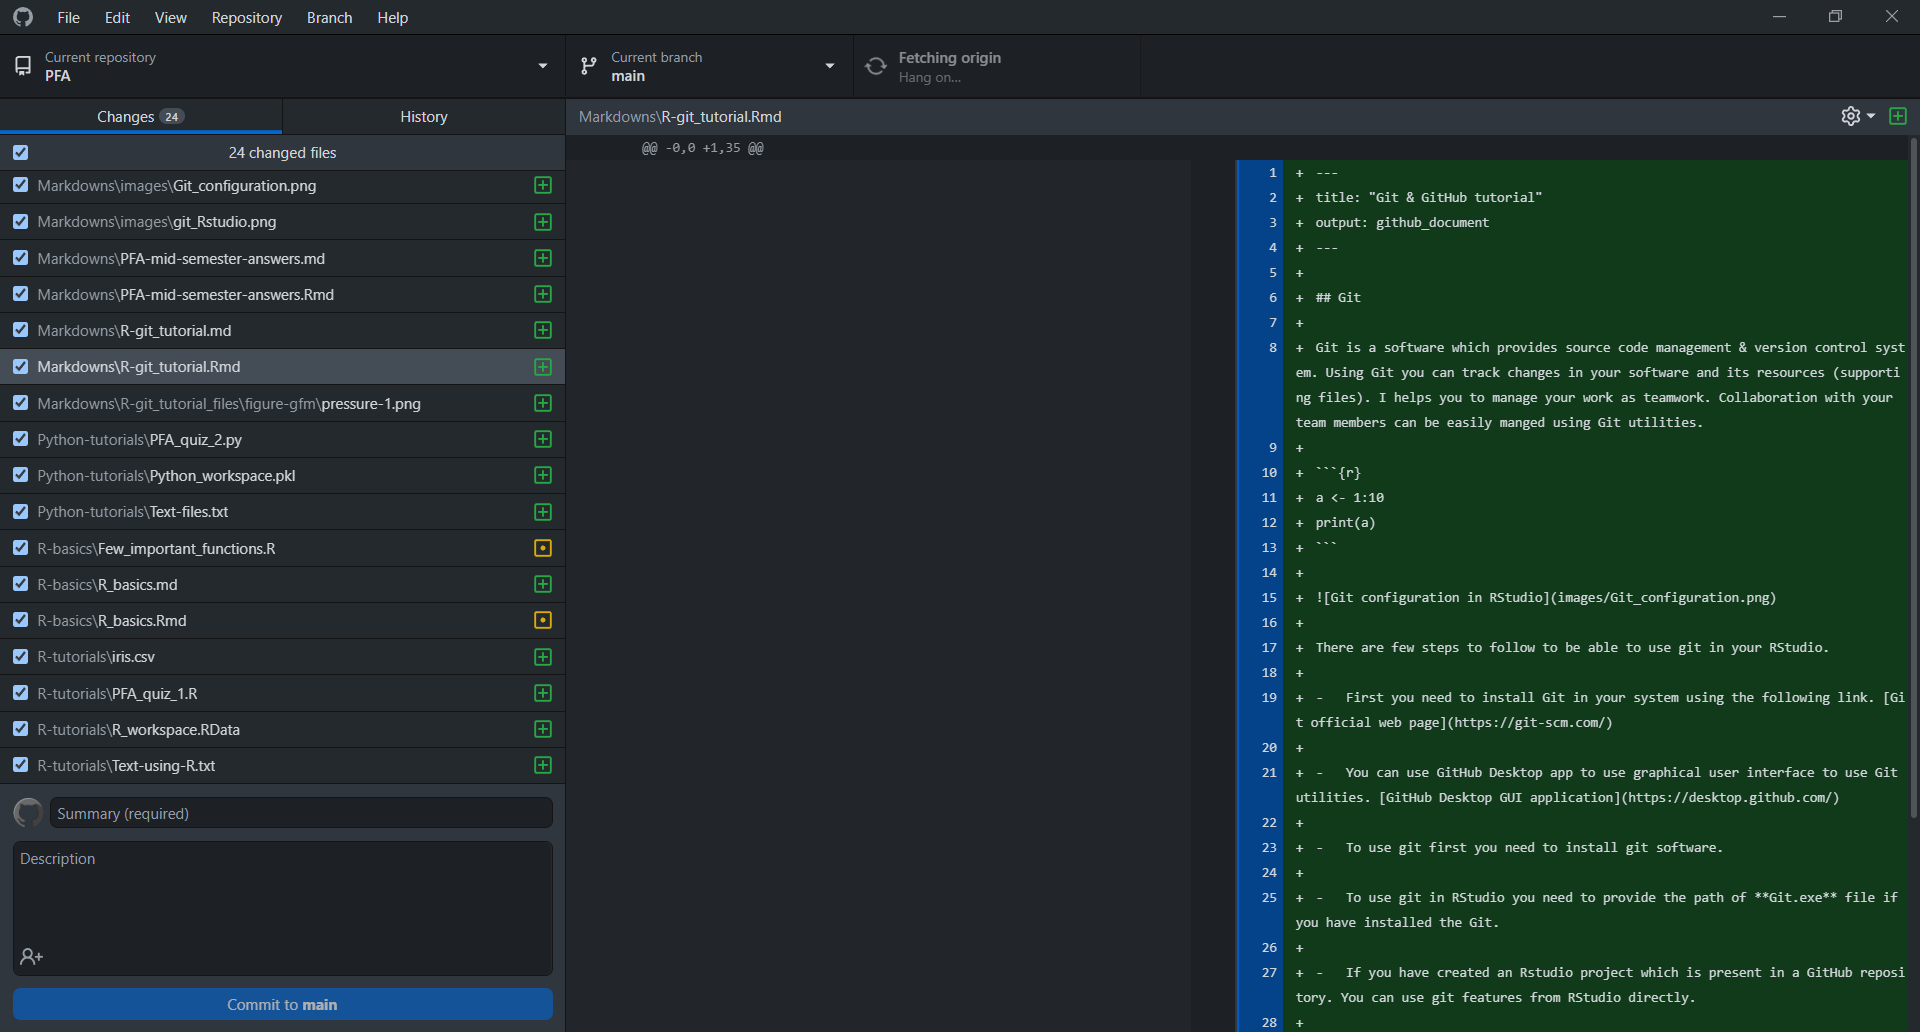 File Edit View Repository Branch Help
Current repository
PFA
Current branch
main
Fetching origin
Hang on...
Changes 24
History
24 changed files
Markdowns\images\Git_configuration.png
Markdowns\images\git_Rstudio.png
Markdowns\PFA-mid-semester-answers.md
Markdowns\PFA-mid-semester-answers.Rmd
Markdowns\R-git_tutorial.md
Markdowns\R-git_tutorial.Rmd
Markdowns\R-git_tutorial_files\figure-gfm\pressure-1.png
Python-tutorials\PFA_quiz_2.py
Python-tutorials\Python_workspace.pkl
Python-tutorials\Text-files.txt
R-basics\Few_important_functions.R
R-basics\R_basics.md
R-basics\R_basics.Rmd
R-tutorials\iris.csv
R-tutorials\PFA_quiz_1.R
R-tutorials\R_workspace.RData
R-tutorials\Text-using-R.txt
Summary (required)
Description
Commit to main
Markdowns\R-git_tutorial.Rmd
@@ -0,0 +1,35 @@
1 + ---
2 + title: "Git & GitHub tutorial"
3 + output: github_document
4 + ---
5 +
6 + ## Git
7 +
8 + Git is a software which provides source code management & version control syst
em. Using Git you can track changes in your software and its resources (supporti
ng files). I helps you to manage your work as teamwork. Collaboration with your
team members can be easily manged using Git utilities.
9 +
10 + ```{r}
11 + a <- 1:10
12 + print(a)
13 + ```
14 +
15 + ![Git configuration in RStudio](images/Git_configuration.png)
16 +
17 + There are few steps to follow to be able to use git in your RStudio.
18 +
19 + -   First you need to install Git in your system using the following link. [Gi
t official web page](https://git-scm.com/)
20 +
21 + -   You can use GitHub Desktop app to use graphical user interface to use Git
utilities. [GitHub Desktop GUI application](https://desktop.github.com/)
22 +
23 + -   To use git first you need to install git software.
24 +
25 + -   To use git in RStudio you need to provide the path of **Git.exe** file if
you have installed the Git.
26 +
27 + -   If you have created an Rstudio project which is present in a GitHub reposi
tory. You can use git features from RStudio directly.
28 +